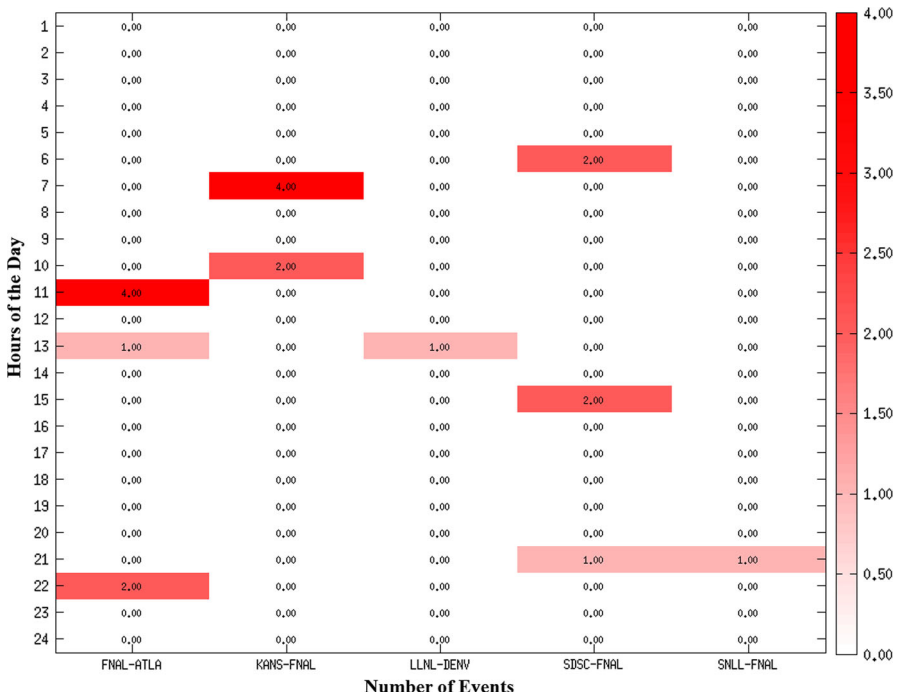 1 0.00 0.00 0.00 0.00 0.00
2 0.00 0.00 0.00 0.00 0.00
3 0.00 0.00 0.00 0.00 0.00
4 0.00 0.00 0.00 0.00 0.00
5 0.00 0.00 0.00 0.00 0.00
6 0.00 0.00 0.00 2.00 0.00
7 0.00 4.00 0.00 0.00 0.00
8 0.00 0.00 0.00 0.00 0.00
9 0.00 0.00 0.00 0.00 0.00
10 0.00 2.00 0.00 0.00 0.00
11 4.00 0.00 0.00 0.00 0.00
12 0.00 0.00 0.00 0.00 0.00
13 1.00 0.00 1.00 0.00 0.00
14 0.00 0.00 0.00 0.00 0.00
15 0.00 0.00 0.00 2.00 0.00
16 0.00 0.00 0.00 0.00 0.00
17 0.00 0.00 0.00 0.00 0.00
18 0.00 0.00 0.00 0.00 0.00
19 0.00 0.00 0.00 0.00 0.00
20 0.00 0.00 0.00 0.00 0.00
21 0.00 0.00 0.00 1.00 1.00
22 2.00 0.00 0.00 0.00 0.00
23 0.00 0.00 0.00 0.00 0.00
24 0.00 0.00 0.00 0.00 0.00
FNAL-ATLA KANS-FNAL LLNL-DENV SDSC-FNAL SNLL-FNAL
Number of Events
Hours of the Day
4.00
3.50
3.00
2.50
2.00
1.50
1.00
0.50
0.00